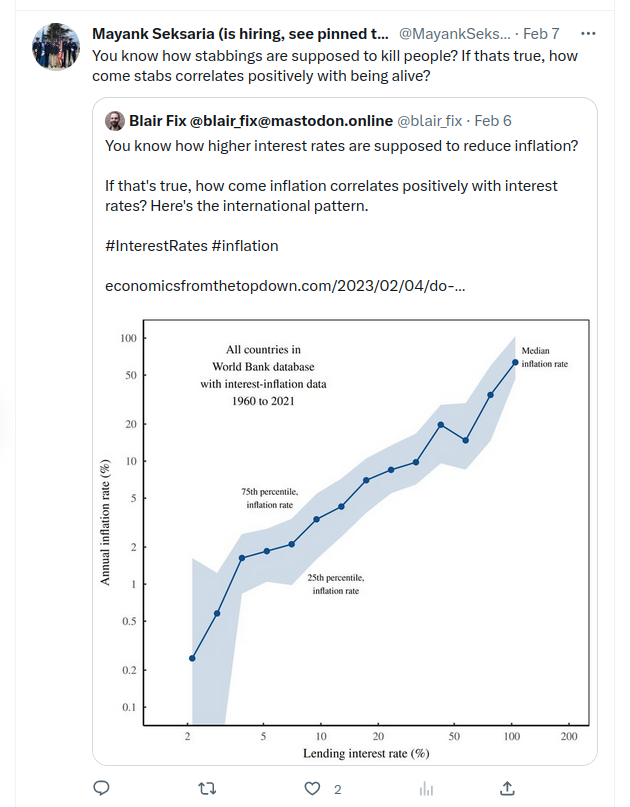 Mayank Seksaria (is hiring, see pinned t... @MayankSeks... · Feb 7 ···
You know how stabbings are supposed to kill people? If thats true, how
come stabs correlates positively with being alive?
Blair Fix @blair_fix@mastodon.online @blair_fix · Feb 6
You know how higher interest rates are supposed to reduce inflation?
If that's true, how come inflation correlates positively with interest
rates? Here's the international pattern.
#InterestRates #inflation
economicsfromthetopdown.com/2023/02/04/do-...
All countries in
World Bank database
with interest-inflation data
1960 to 2021
Median
inflation rate
75th percentile,
inflation rate
25th percentile,
inflation rate
Annual inflation rate (%)
100
50
20
10
5
2
1
0.5
0.2
0.1
2 5 10 20 50 100 200
Lending interest rate (%)
2